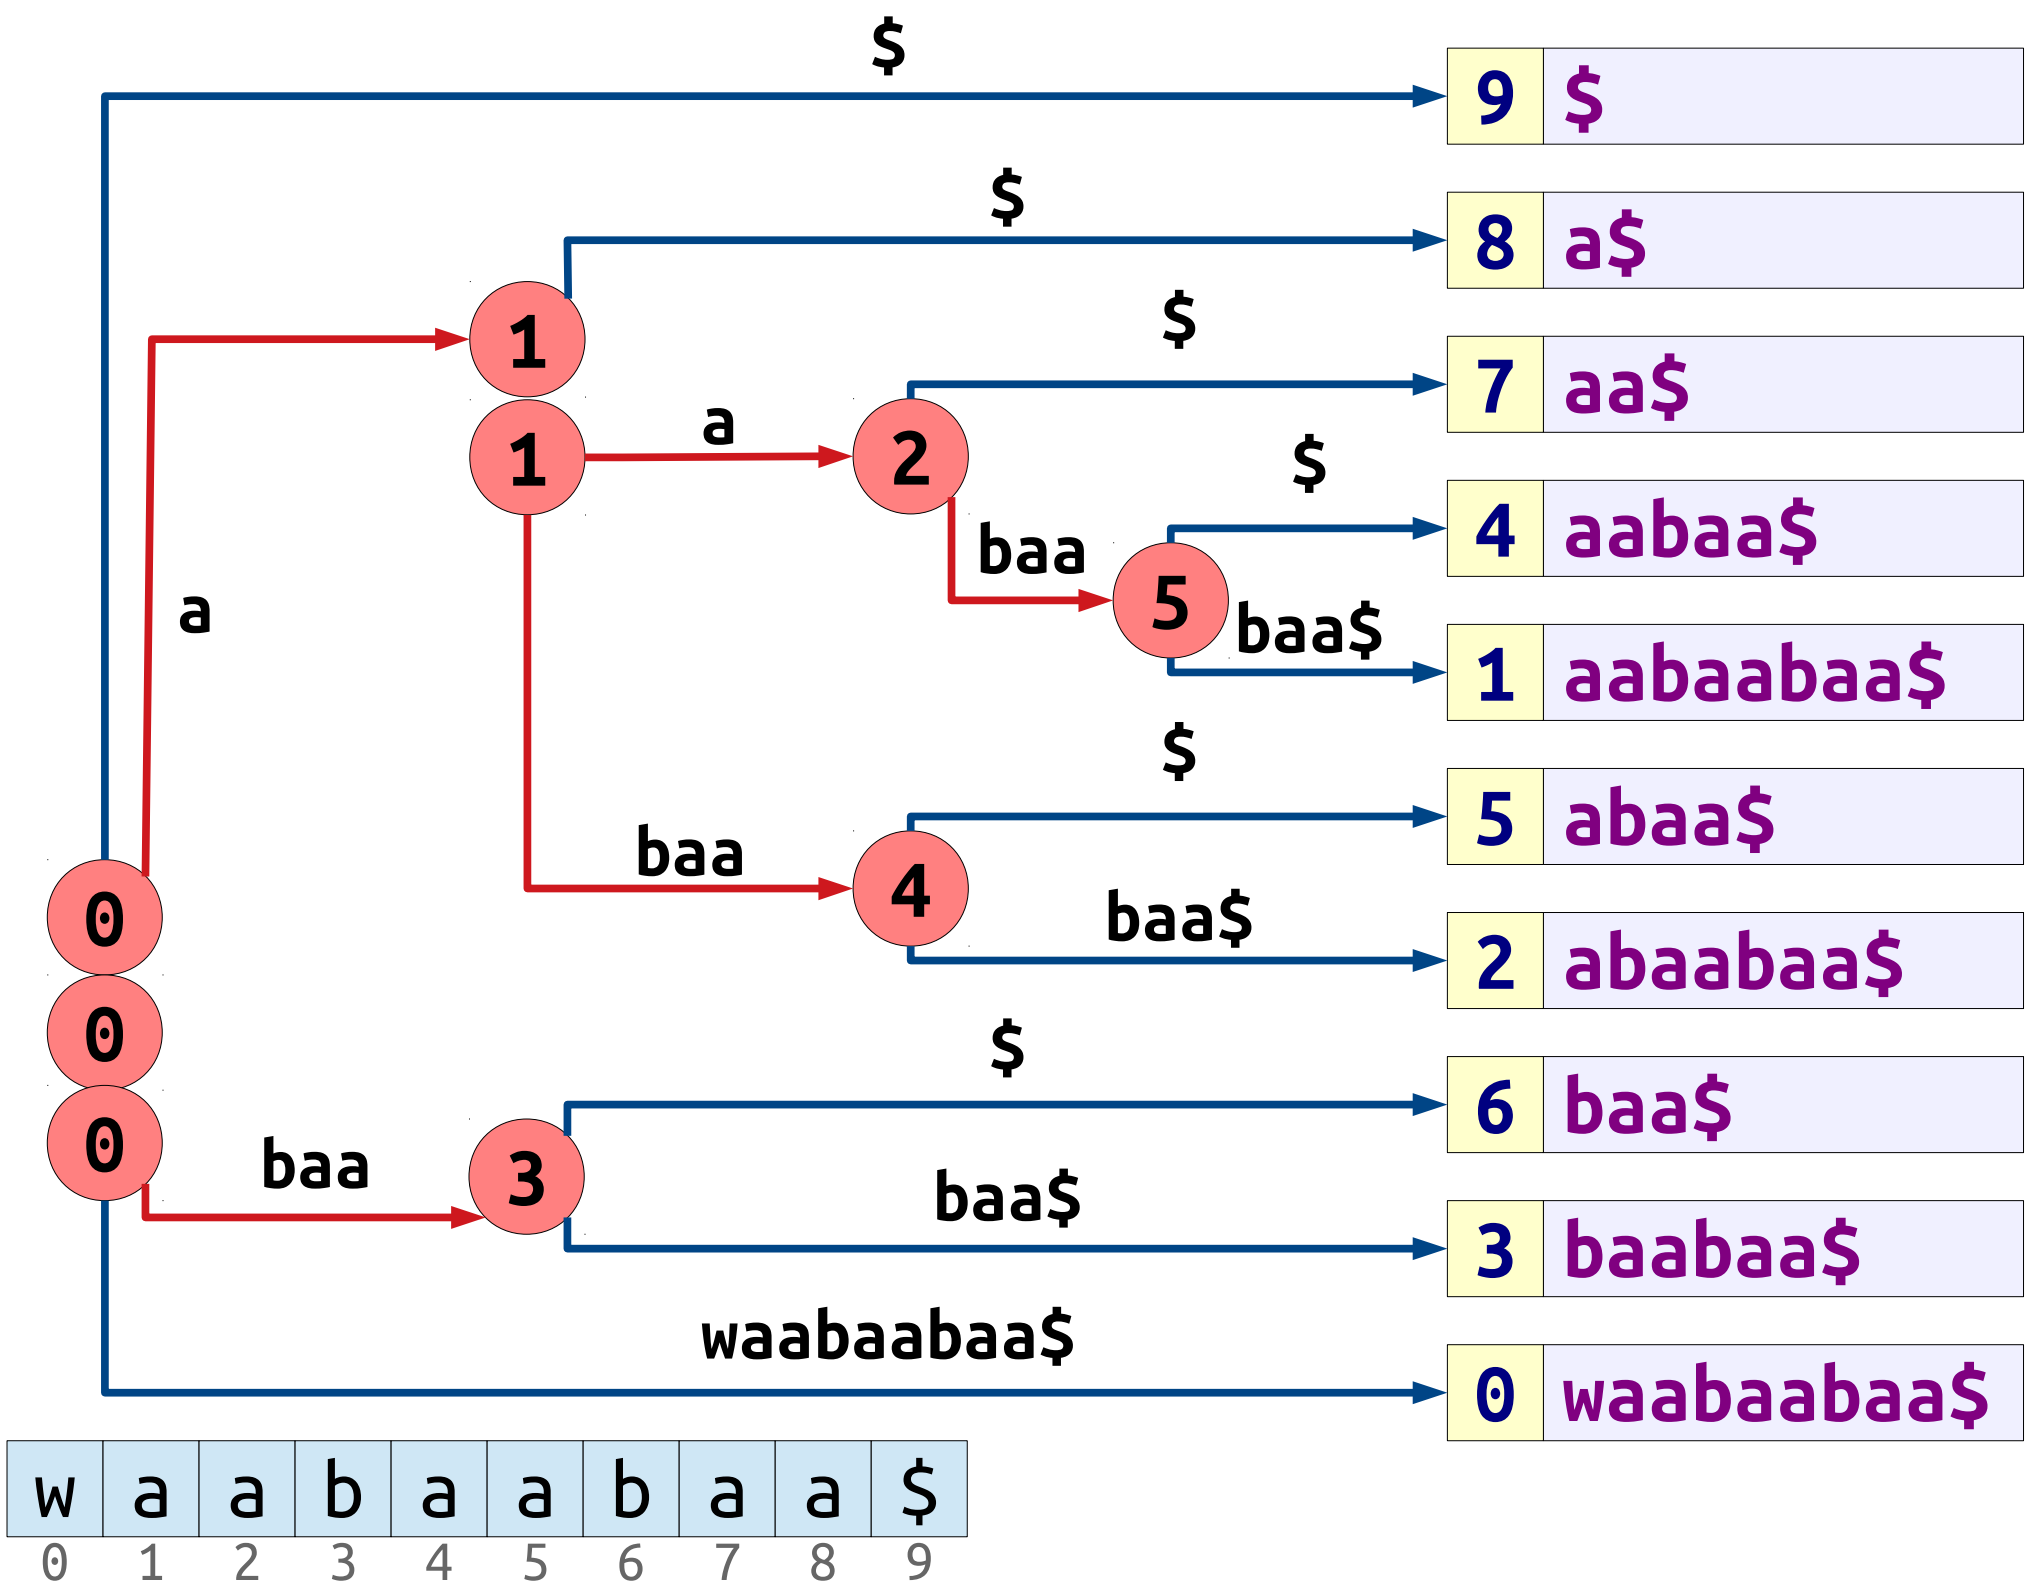 $
9 $
$
8 a$
1
$
7 aa$
a
1
2
$
4 aabaa$
baa
5
baa$
a
1 aabaabaa$
$
5 abaa$
baa
4
baa$
0
2 abaabaa$
0
$
6 baa$
0
baa
3
baa$
3 baabaa$
waabaabaa$
0 waabaabaa$
w a a b a a b a a $
0 1 2 3 4 5 6 7 8 9